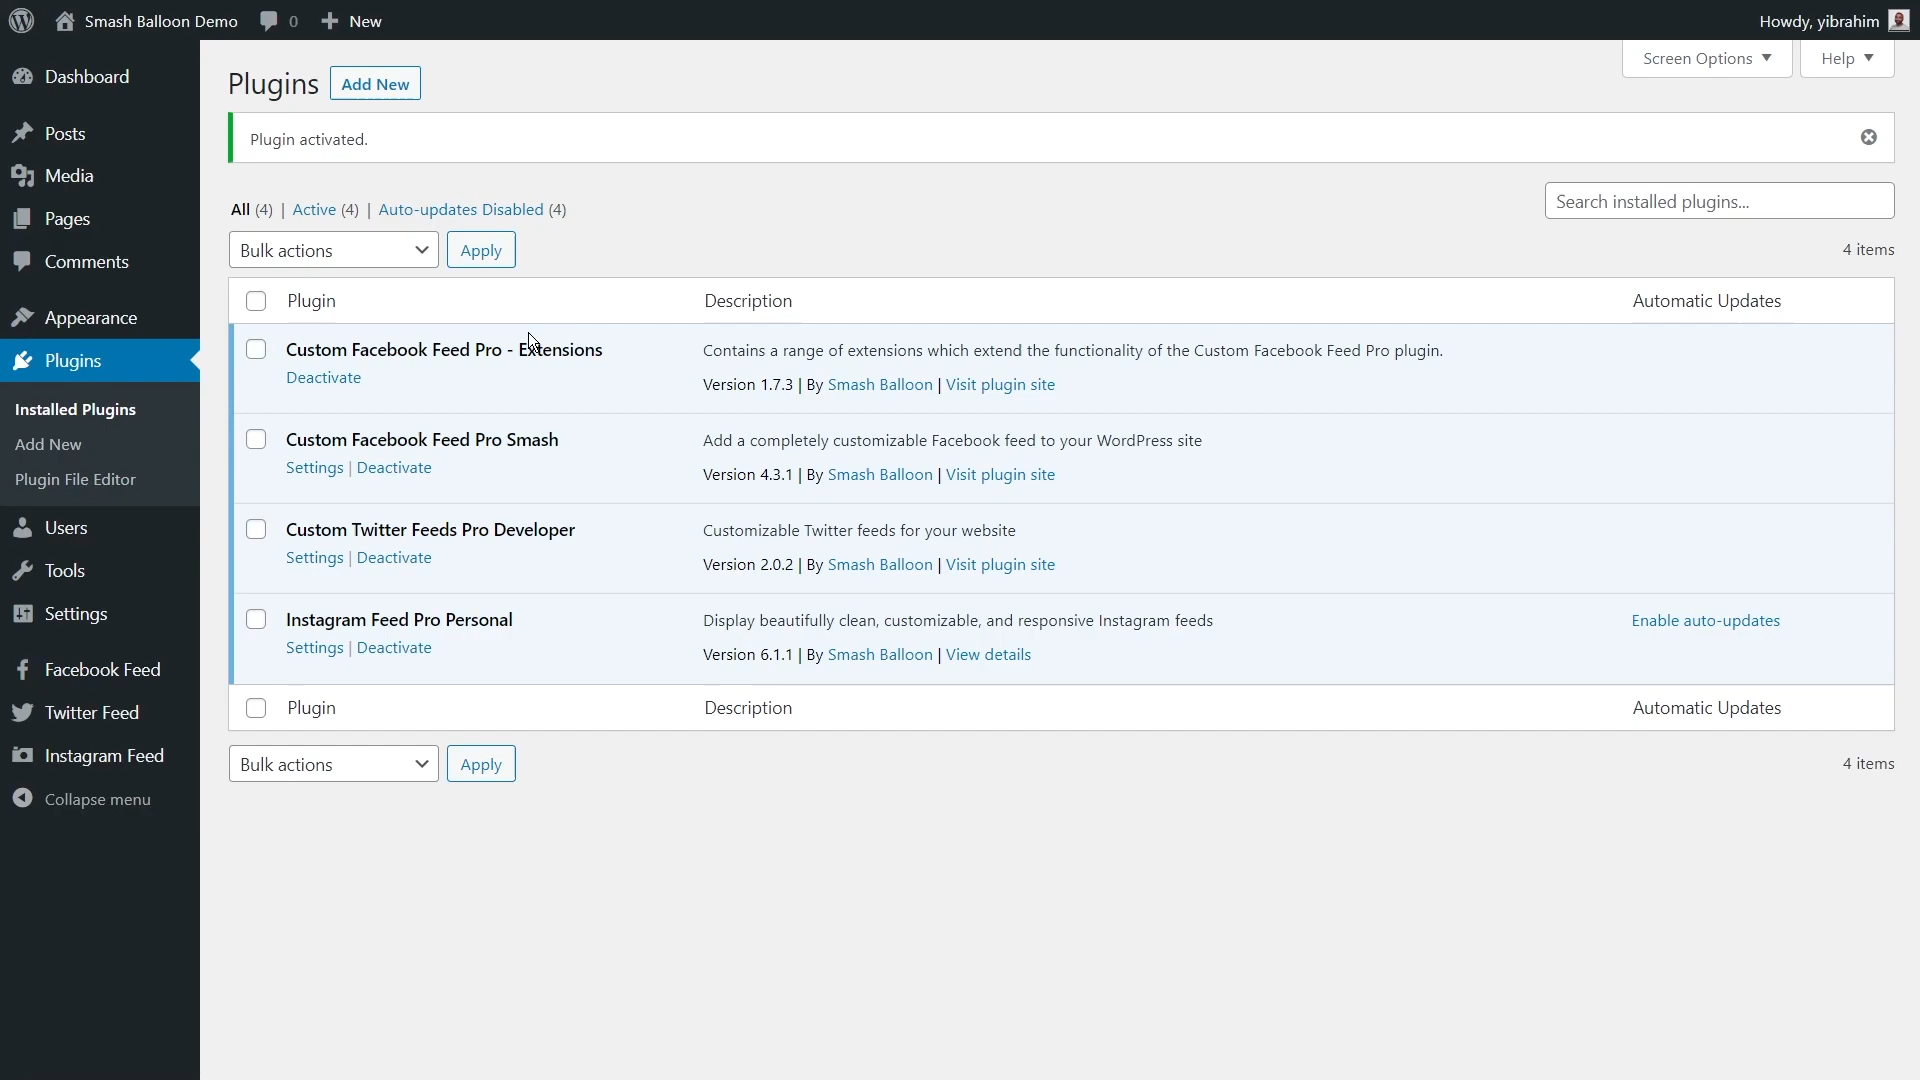 Smash Balloon Demo 0 New Howdy, yibrahim
Screen Options Help
Dashboard
Posts
Media
Pages
Comments
Appearance
Plugins
Installed Plugins
Add New
Plugin File Editor
Users
Tools
Settings
Facebook Feed
Twitter Feed
Instagram Feed
Collapse menu
Plugins Add New
Plugin activated.
All (4) | Active (4) | Auto-updates Disabled (4)
Search installed plugins...
Bulk actions Apply 4 items
Plugin Description Automatic Updates
Custom Facebook Feed Pro - Extensions Contains a range of extensions which extend the functionality of the Custom Facebook Feed Pro plugin.
Deactivate Version 1.7.3 | By Smash Balloon | Visit plugin site
Custom Facebook Feed Pro Smash Add a completely customizable Facebook feed to your WordPress site
Settings | Deactivate Version 4.3.1 | By Smash Balloon | Visit plugin site
Custom Twitter Feeds Pro Developer Customizable Twitter feeds for your website
Settings | Deactivate Version 2.0.2 | By Smash Balloon | Visit plugin site
Instagram Feed Pro Personal Display beautifully clean, customizable, and responsive Instagram feeds Enable auto-updates
Settings | Deactivate Version 6.1.1 | By Smash Balloon | View details
Plugin Description Automatic Updates
Bulk actions Apply 4 items